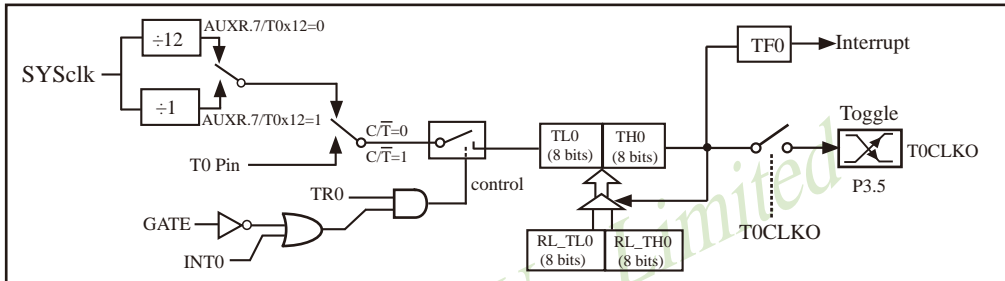 ÷12
AUXR.7/T0x12=0
SYSclk
÷1
AUXR.7/T0x12=1
T0 Pin
C/T̅=0
C/T̅=1
control
TR0
GATE
INT0
TL0
(8 bits)
TH0
(8 bits)
RL_TL0
(8 bits)
RL_TH0
(8 bits)
TF0
Interrupt
Toggle
T0CLKO
P3.5
T0CLKO
Limited